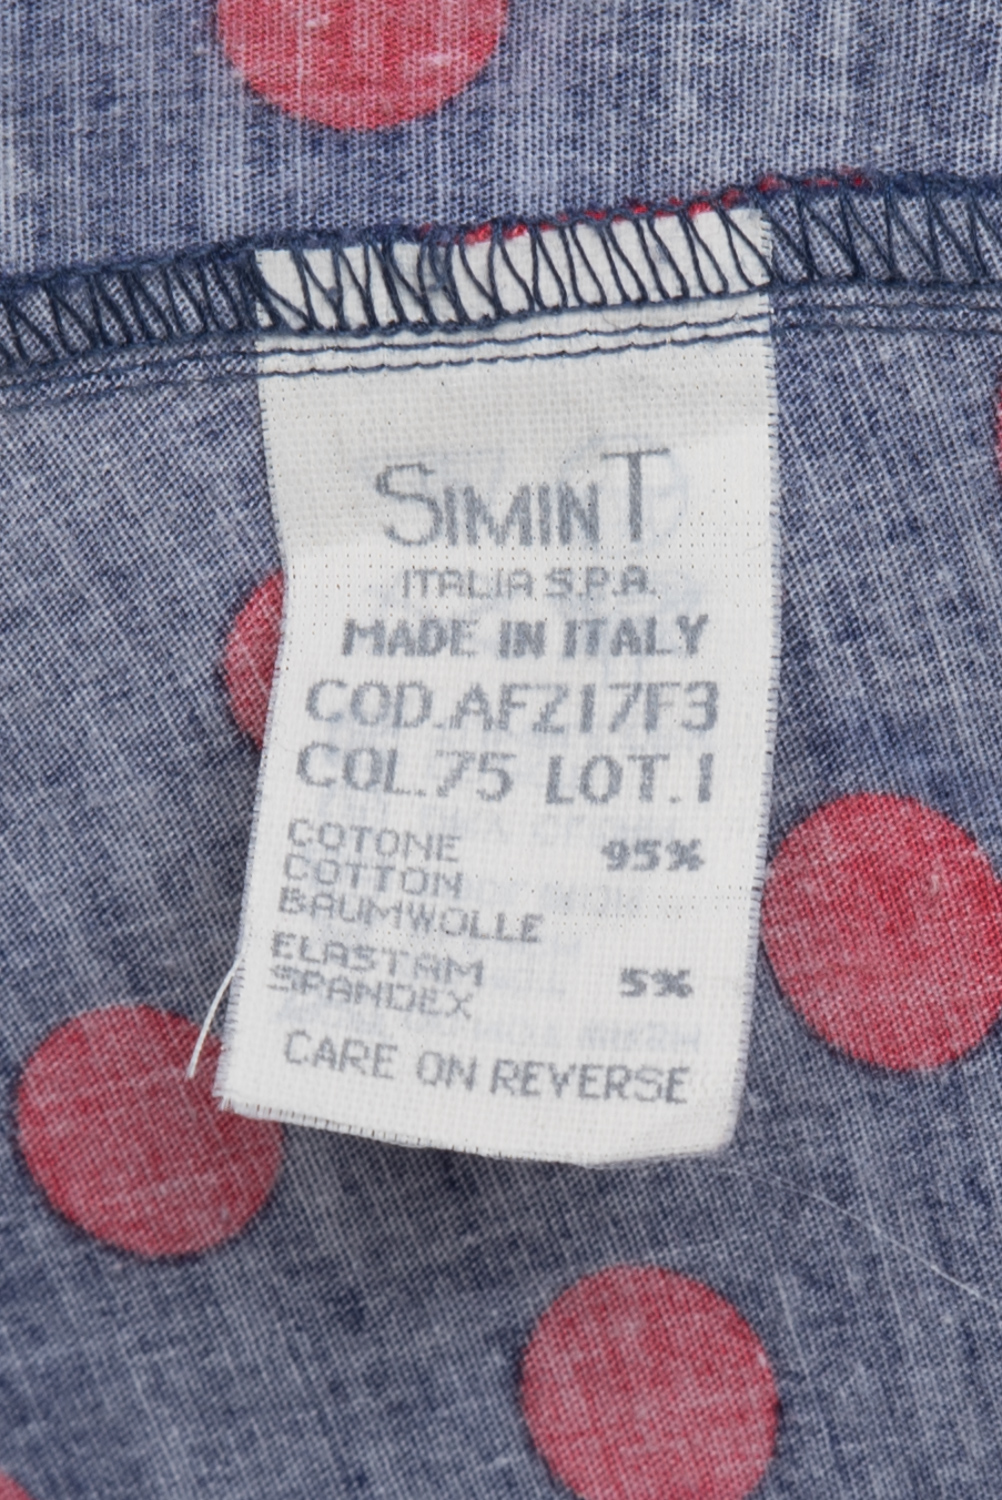 SIMINT
ITALIA S.P.A.
MADE IN ITALY
COD.AFZ17F3
COL.75 LOT.1
COTONE 95%
COTTON
BAUMWOLLE
ELASTAM 5%
SPANDEX
CARE ON REVERSE